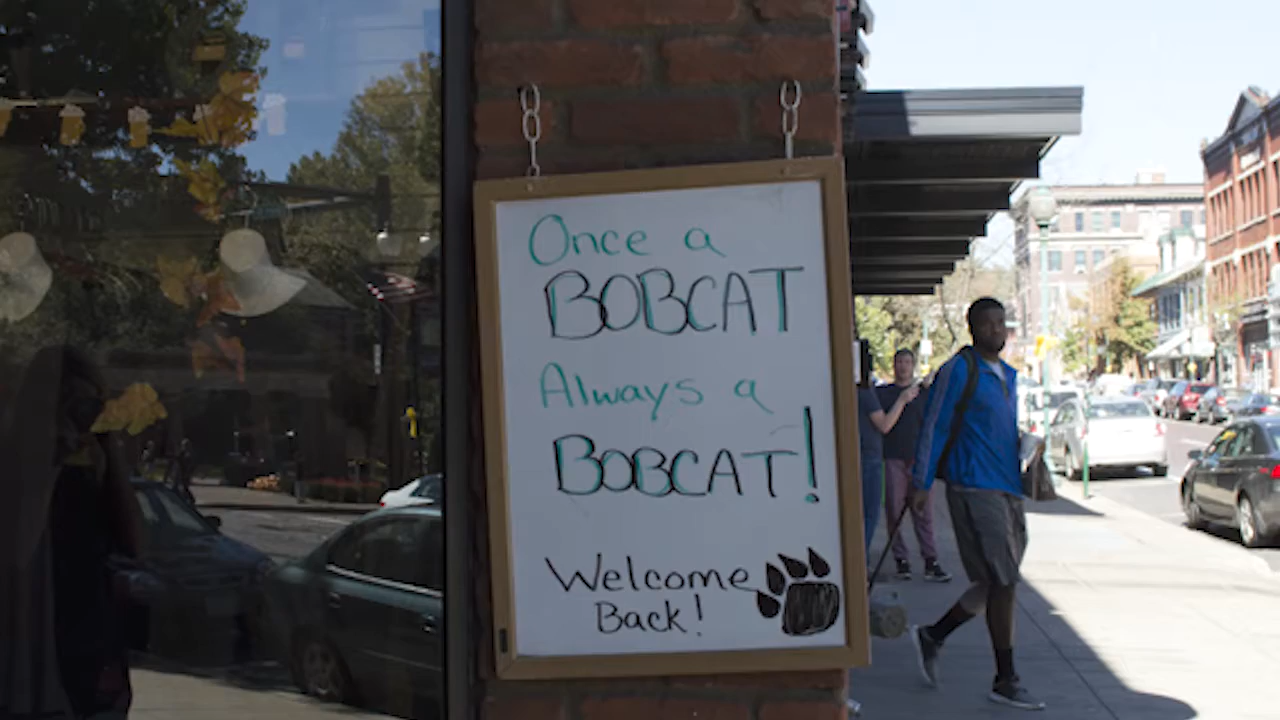 Once a
BOBCAT
Always a
BOBCAT!
Welcome
Back!